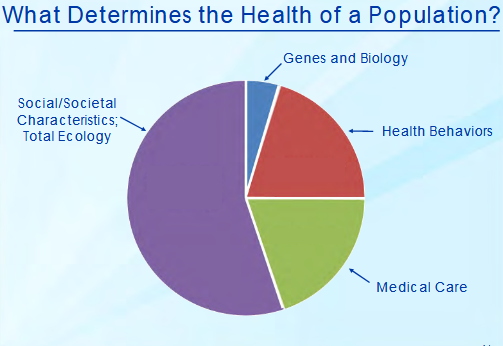 What Determines the Health of a Population?
Genes and Biology
Social/Societal
Characteristics;
Total Ecology
Health Behaviors
Medical Care